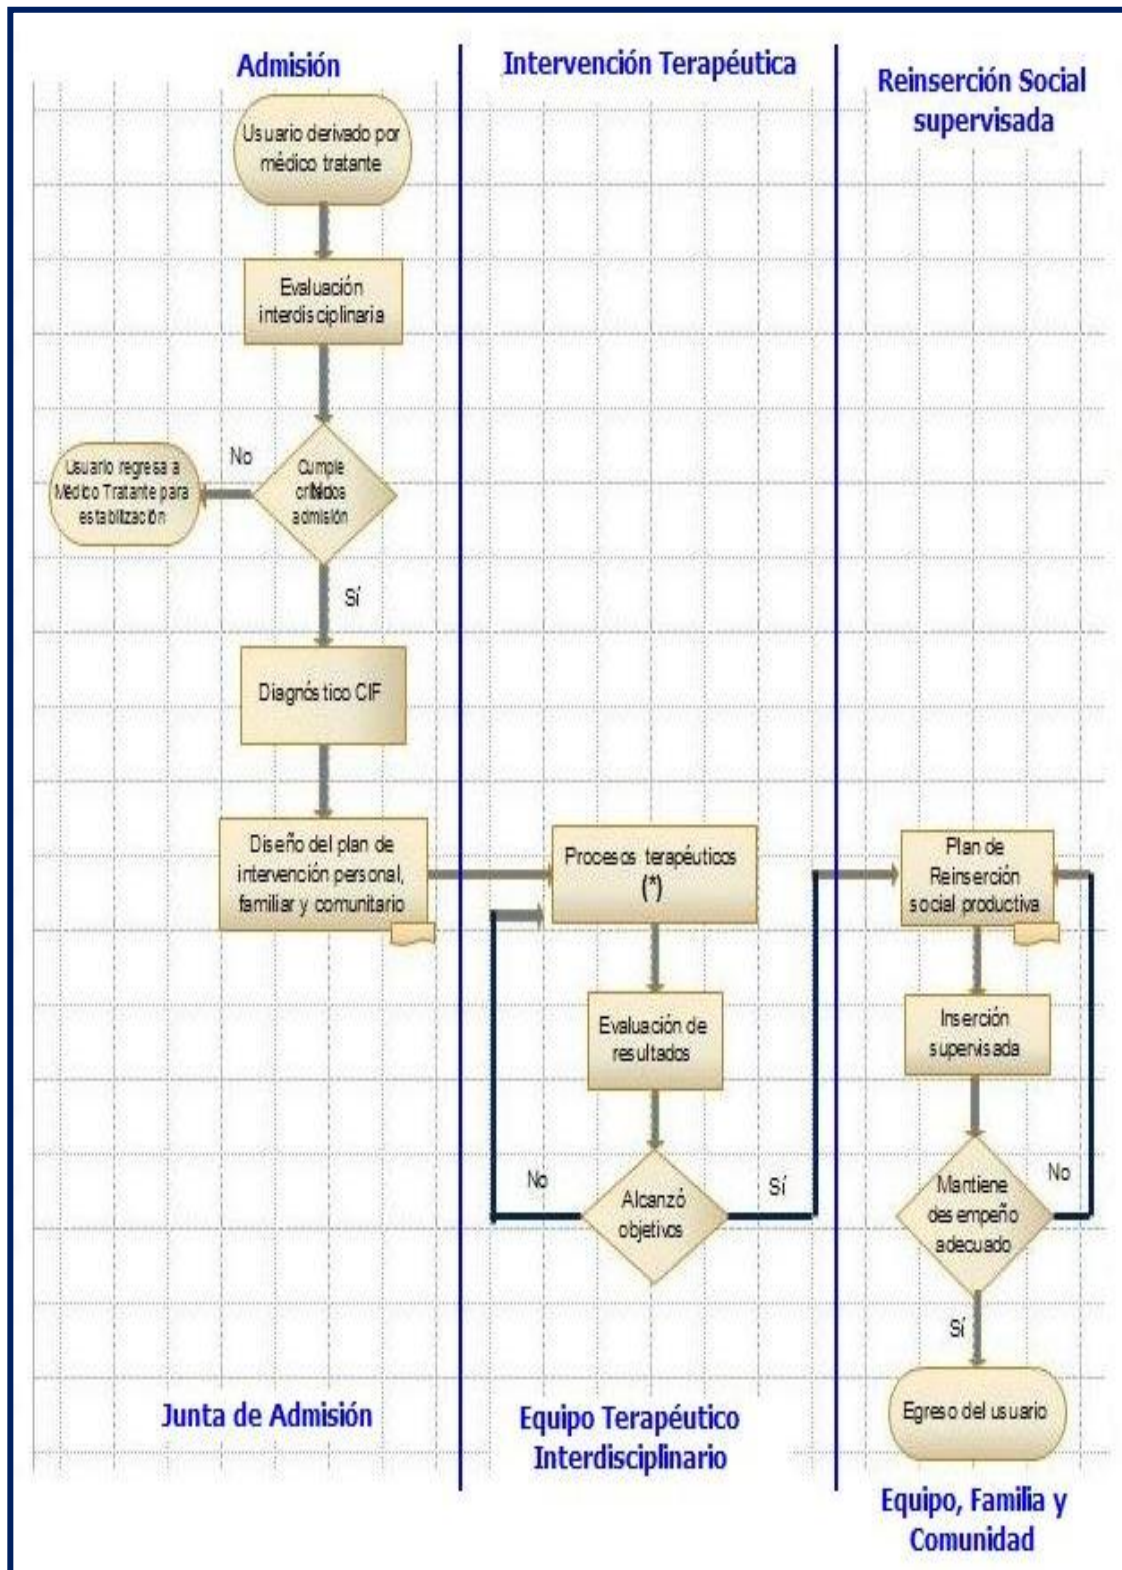 Admisión
Usuario derivado por
médico tratante
Evaluación
interdisciplinaria
Cumple
admisión
No
Usuario regresa a
Médico Tratante para
estabilización
Sí
Diagnóstico CIF
Diseño del plan de
intervención personal,
familiar y comunitario
Junta de Admisión
Intervención Terapéutica
Procesos terapéuticos
(*)
Evaluación de
resultados
Alcanzó
objetivos
No
Sí
Equipo Terapéutico
Interdisciplinario
Reinserción Social
supervisada
Plan de
Reinserción
social productiva
Inserción
supervisada
Mantiene
desempeño
adecuado
No
Sí
Egreso del usuario
Equipo, Familia y
Comunidad